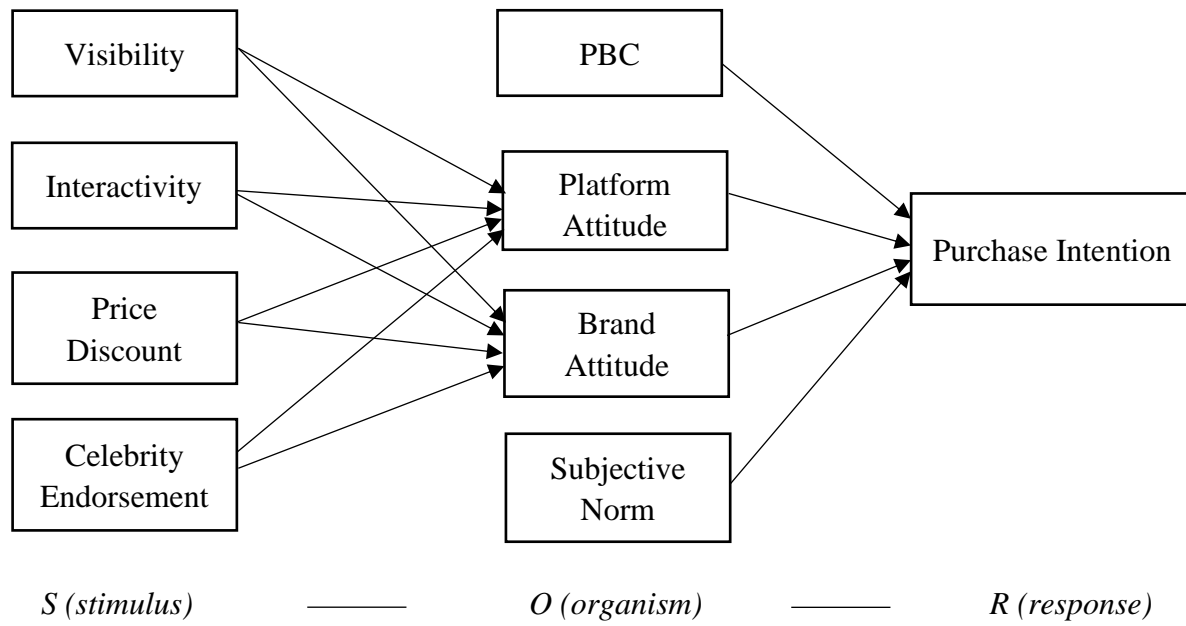 Visibility
PBC
Interactivity
Platform
Attitude
Purchase Intention
Price
Discount
Brand
Attitude
Celebrity
Endorsement
Subjective
Norm
S (stimulus)
O (organism)
R (response)